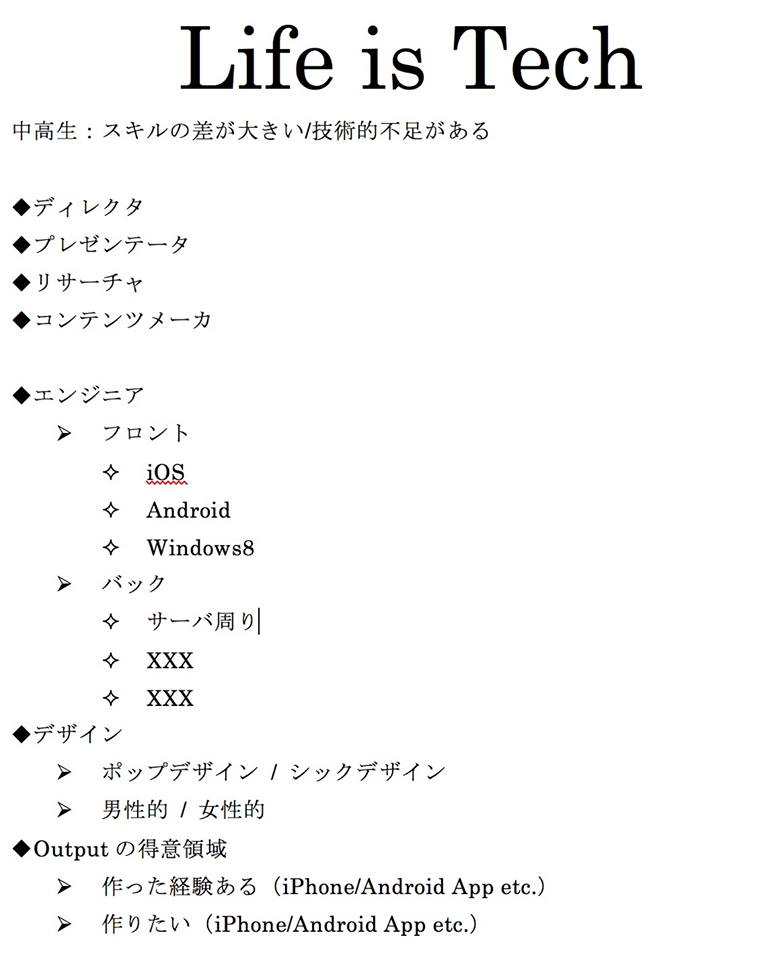 Life is Tech
中高生：スキルの差が大きい/技術的不足がある
◆ディレクタ
◆プレゼンテータ
◆リサーチャ
◆コンテンツメーカ
◆エンジニア
➢ フロント
✧ iOS
✧ Android
✧ Windows8
➢ バック
✧ サーバ周り
✧ XXX
✧ XXX
◆デザイン
➢ ポップデザイン / シックデザイン
➢ 男性的 / 女性的
◆Output の得意領域
➢ 作った経験ある（iPhone/Android App etc.）
➢ 作りたい（iPhone/Android App etc.）